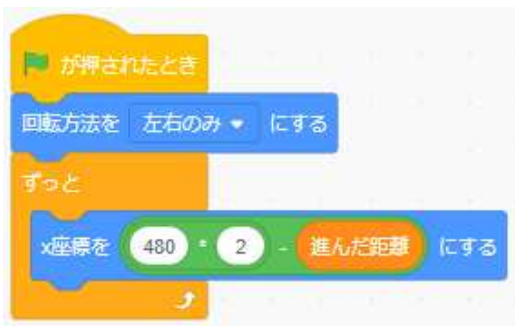 が押されたとき
回転方法を 左右のみ にする
ずっと
x座標を 480 * 2 - 進んだ距離 にする